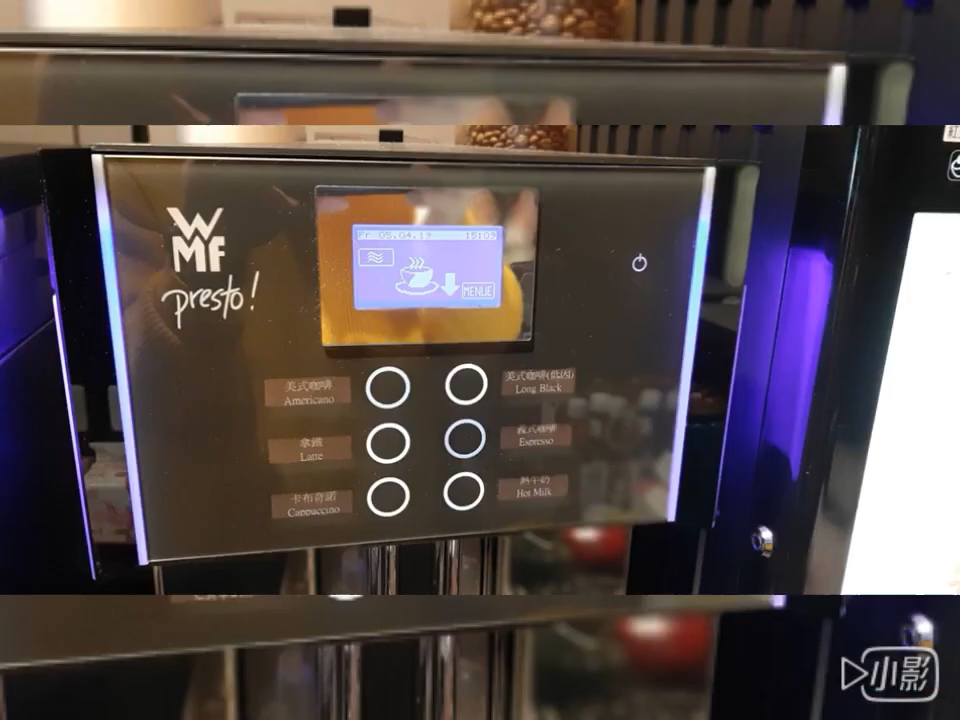 WMF
presto!
Fr 05.04.19 15:09
MENUE
美式咖啡
Americano
美式咖啡(低因)
Long Black
拿鐵
Latte
義式咖啡
Espresso
卡布奇諾
Cappuccino
熱牛奶
Hot Milk
小影